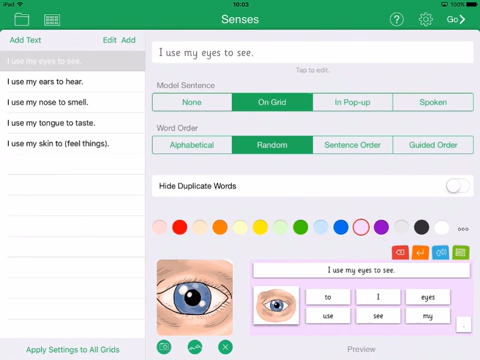 iPad
10:03
100%
Senses
?
Go
Add Text
Edit Add
I use my eyes to see.
I use my ears to hear.
I use my nose to smell.
I use my tongue to taste.
I use my skin to (feel things).
Apply Settings to All Grids
I use my eyes to see.
Tap to edit.
Model Sentence
None On Grid In Pop-up Spoken
Word Order
Alphabetical Random Sentence Order Guided Order
Hide Duplicate Words
I use my eyes to see.
to I eyes
use see my
.
Preview